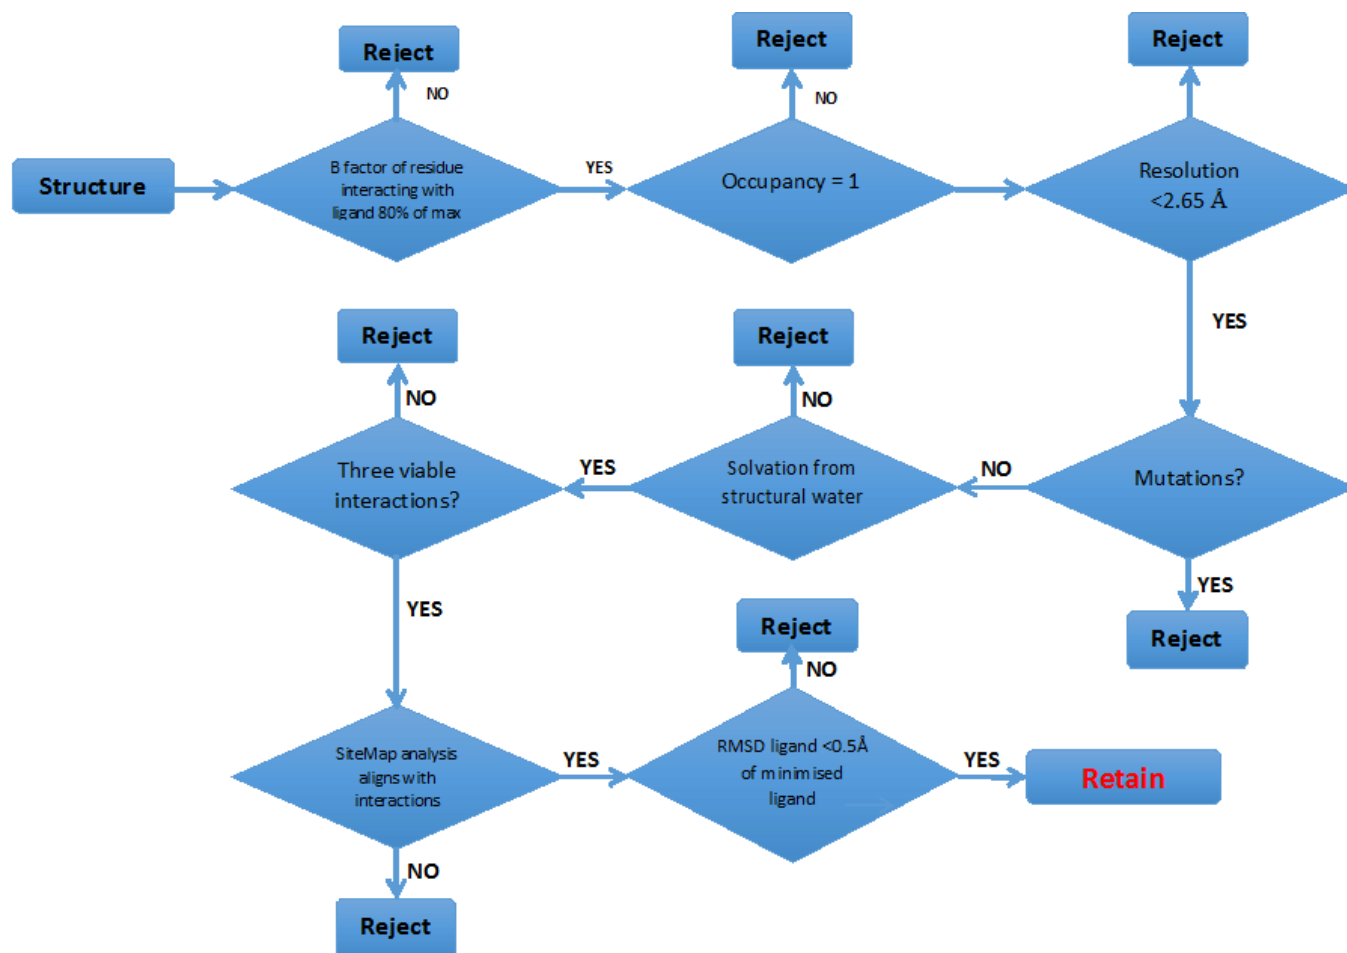 Reject
NO
Structure
B factor of residue
interacting with
ligand 80% of max
YES
Reject
NO
Occupancy = 1
Reject
Resolution
<2.65 Å
YES
Mutations?
YES
Reject
NO
Reject
NO
Solvation from
structural water
YES
Reject
NO
Three viable
interactions?
YES
SiteMap analysis
aligns with
interactions
NO
Reject
YES
Reject
NO
RMSD ligand <0.5Å
of minimised
ligand
YES
Retain